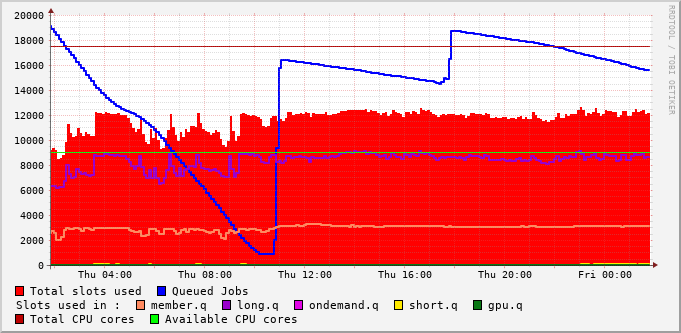 20000
18000
16000
14000
12000
10000
8000
6000
4000
2000
0
Thu 04:00 Thu 08:00 Thu 12:00 Thu 16:00 Thu 20:00 Fri 00:00
RRDTOOL / TOBI OETIKER
Total slots used Queued Jobs
Slots used in : member.q long.q ondemand.q short.q gpu.q
Total CPU cores Available CPU cores